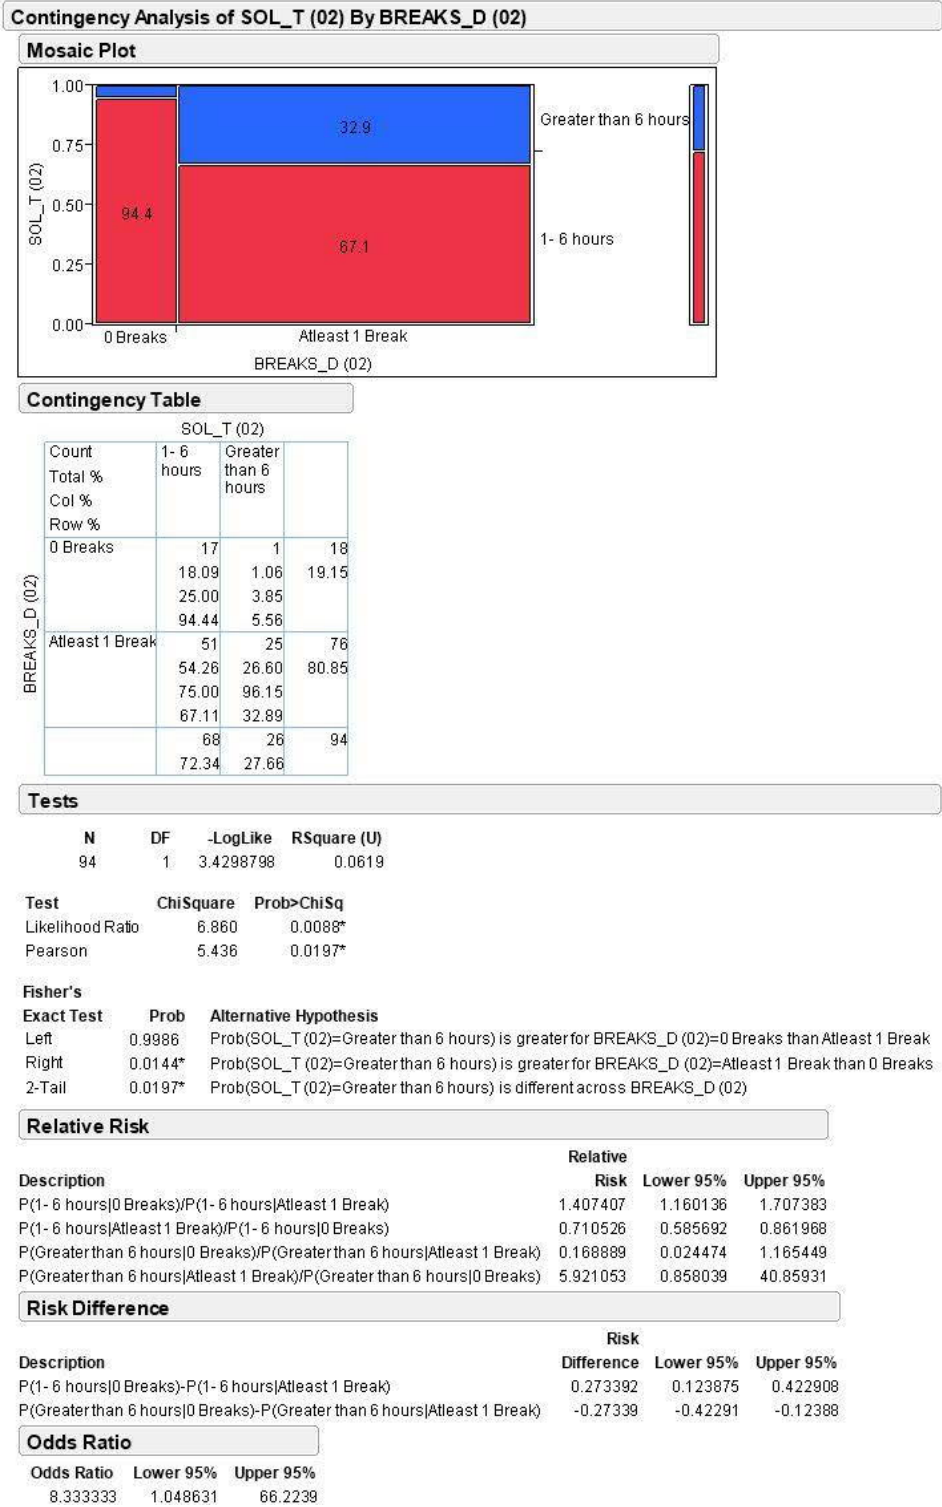 Contingency Analysis of SOL_T (02) By BREAKS_D (02)
Mosaic Plot
1.00
0.75
0.50
0.25
0.00
SOL_T (02)
94.4
32.9
67.1
Greater than 6 hours
1- 6 hours
0 Breaks
Atleast 1 Break
BREAKS_D (02)
Contingency Table
SOL_T (02)
BREAKS_D (02)
Count 1- 6 Greater
Total % hours than 6
Col % hours
Row %
0 Breaks 17 1 18
18.09 1.06 19.15
25.00 3.85
94.44 5.56
Atleast 1 Break 51 25 76
54.26 26.60 80.85
75.00 96.15
67.11 32.89
68 26 94
72.34 27.66
Tests
N DF -LogLike RSquare (U)
94 1 3.4298798 0.0619
Test ChiSquare Prob>ChiSq
Likelihood Ratio 6.860 0.0088*
Pearson 5.436 0.0197*
Fisher's
Exact Test Prob Alternative Hypothesis
Left 0.9986 Prob(SOL_T (02)=Greater than 6 hours) is greater for BREAKS_D (02)=0 Breaks than Atleast 1 Break
Right 0.0144* Prob(SOL_T (02)=Greater than 6 hours) is greater for BREAKS_D (02)=Atleast 1 Break than 0 Breaks
2-Tail 0.0197* Prob(SOL_T (02)=Greater than 6 hours) is different across BREAKS_D (02)
Relative Risk
Relative
Description Risk Lower 95% Upper 95%
P(1- 6 hours|0 Breaks)/P(1- 6 hours|Atleast 1 Break) 1.407407 1.160136 1.707383
P(1- 6 hours|Atleast 1 Break)/P(1- 6 hours|0 Breaks) 0.710526 0.585692 0.861968
P(Greater than 6 hours|0 Breaks)/P(Greater than 6 hours|Atleast 1 Break) 0.168889 0.024474 1.165449
P(Greater than 6 hours|Atleast 1 Break)/P(Greater than 6 hours|0 Breaks) 5.921053 0.858039 40.85931
Risk Difference
Risk
Description Difference Lower 95% Upper 95%
P(1- 6 hours|0 Breaks)-P(1- 6 hours|Atleast 1 Break) 0.273392 0.123875 0.422908
P(Greater than 6 hours|0 Breaks)-P(Greater than 6 hours|Atleast 1 Break) -0.27339 -0.42291 -0.12388
Odds Ratio
Odds Ratio Lower 95% Upper 95%
8.333333 1.048631 66.2239